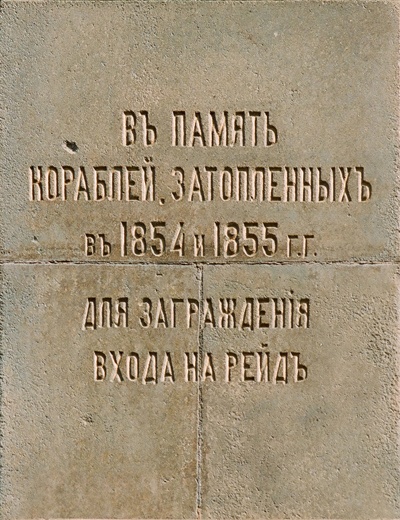 ВЪ ПАМЯТЬ
КОРАБЛЕЙ, ЗАТОПЛЕННЫХЪ
ВЪ 1854 И 1855 Г.Г.
ДЛЯ ЗАГРАЖДЕНІЯ
ВХОДА НА РЕЙДЪ